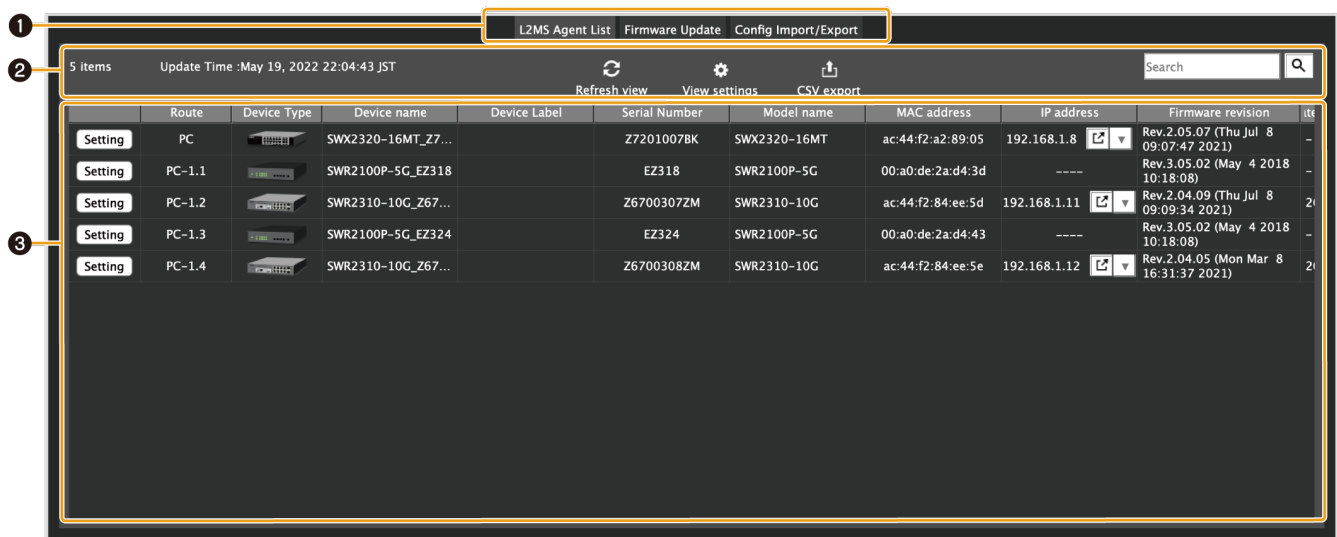 1
L2MS Agent List Firmware Update Config Import/Export
2
5 items Update Time :May 19, 2022 22:04:43 JST Search
Refresh view View settings CSV export
3
Route Device Type Device name Device Label Serial Number Model name MAC address IP address Firmware revision
Setting PC SWX2320-16MT_Z7... Z7201007BK SWX2320-16MT ac:44:f2:a2:89:05 192.168.1.8 Rev.2.05.07 (Thu Jul 8 –
09:07:47 2021)
Setting PC-1.1 SWR2100P-5G_EZ318 EZ318 SWR2100P-5G 00:a0:de:2a:d4:3d ---- Rev.3.05.02 (May 4 2018 –
10:18:08)
Setting PC-1.2 SWR2310-10G_Z67... Z6700307ZM SWR2310-10G ac:44:f2:84:ee:5d 192.168.1.11 Rev.2.04.09 (Thu Jul 8
09:09:34 2021)
Setting PC-1.3 SWR2100P-5G_EZ324 EZ324 SWR2100P-5G 00:a0:de:2a:d4:43 ---- Rev.3.05.02 (May 4 2018 –
10:18:08)
Setting PC-1.4 SWR2310-10G_Z67... Z6700308ZM SWR2310-10G ac:44:f2:84:ee:5e 192.168.1.12 Rev.2.04.05 (Mon Mar 8
16:31:37 2021)